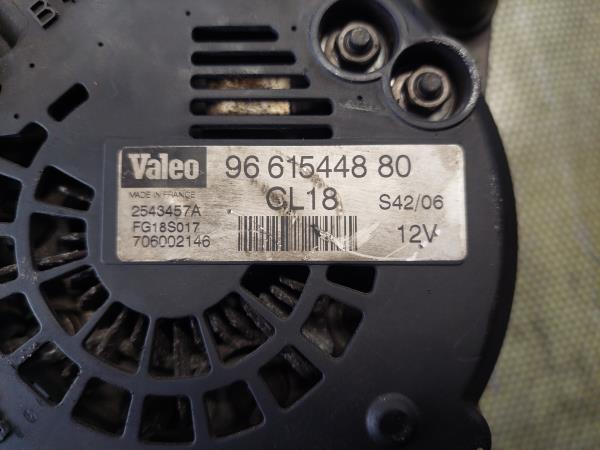 B+
Valeo 96 615448 80
MADE IN FRANCE CL18 S42/06
2543457A
FG18S017 12V
706002146